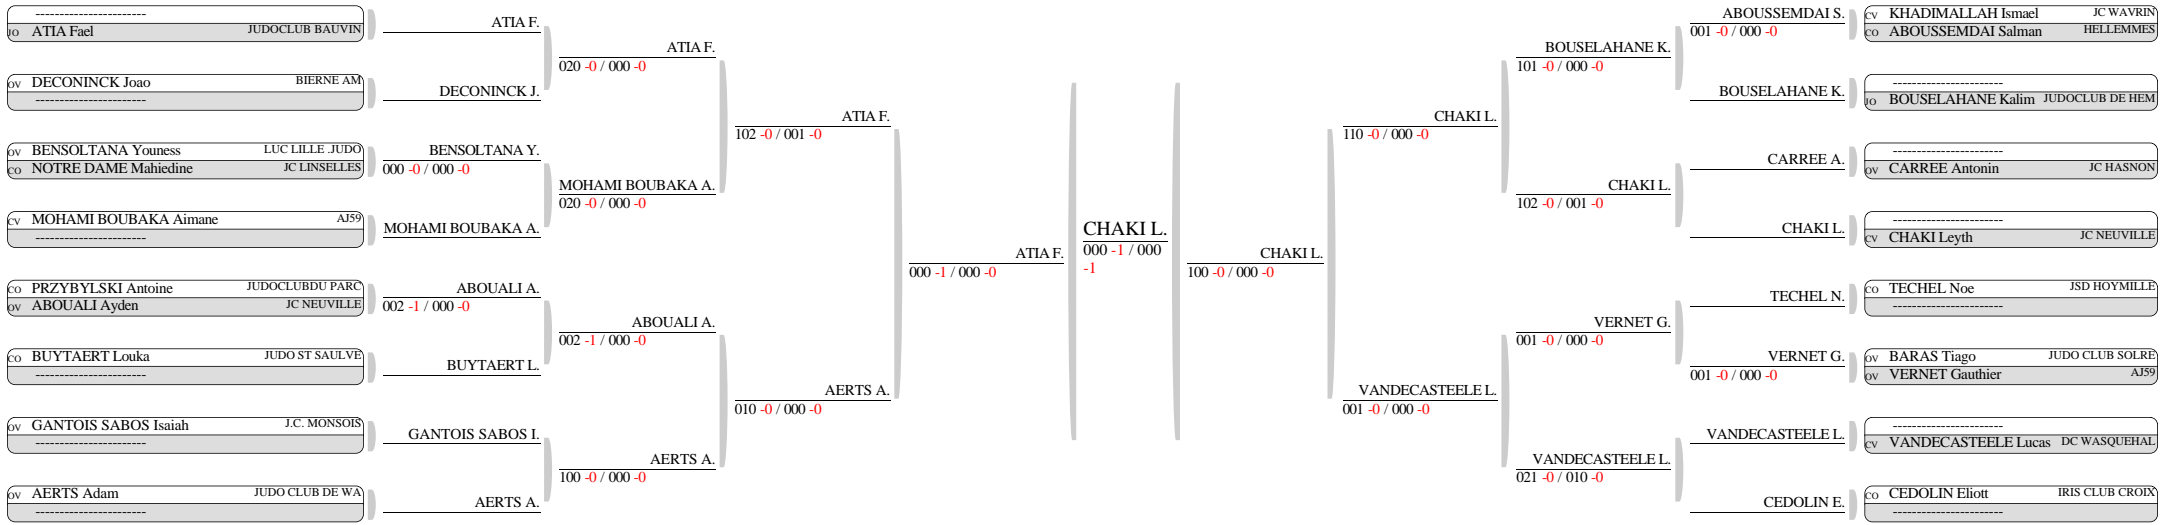 -----------------------
JO ATIA Fael JUDOCLUB BAUVIN
OV DECONINCK Joao BIERNE AM
-----------------------
OV BENSOLTANA Youness LUC LILLE .JUDO
CO NOTRE DAME Mahiedine JC LINSELLES
CV MOHAMI BOUBAKA Aimane AJ59
-----------------------
CO PRZYBYLSKI Antoine JUDOCLUBDU PARC
OV ABOUALI Ayden JC NEUVILLE
CO BUYTAERT Louka JUDO ST SAULVE
-----------------------
OV GANTOIS SABOS Isaiah J.C. MONSOIS
-----------------------
OV AERTS Adam JUDO CLUB DE WA
-----------------------
ATIA F.
DECONINCK J.
BENSOLTANA Y.
000 -0 / 000 -0
MOHAMI BOUBAKA A.
ABOUALI A.
002 -1 / 000 -0
BUYTAERT L.
GANTOIS SABOS I.
AERTS A.
ATIA F.
020 -0 / 000 -0
MOHAMI BOUBAKA A.
020 -0 / 000 -0
ABOUALI A.
002 -1 / 000 -0
AERTS A.
100 -0 / 000 -0
ATIA F.
102 -0 / 001 -0
AERTS A.
010 -0 / 000 -0
ATIA F.
000 -1 / 000 -0
CHAKI L.
000 -1 / 000
-1
CHAKI L.
100 -0 / 000 -0
CHAKI L.
110 -0 / 000 -0
VANDECASTEELE L.
001 -0 / 000 -0
BOUSELAHANE K.
101 -0 / 000 -0
CHAKI L.
102 -0 / 001 -0
VERNET G.
001 -0 / 000 -0
VANDECASTEELE L.
021 -0 / 010 -0
ABOUSSEMDAI S.
001 -0 / 000 -0
BOUSELAHANE K.
CARREE A.
CHAKI L.
TECHEL N.
VERNET G.
001 -0 / 000 -0
VANDECASTEELE L.
CEDOLIN E.
CV KHADIMALLAH Ismael JC WAVRIN
CO ABOUSSEMDAI Salman HELLEMMES
-----------------------
JO BOUSELAHANE Kalim JUDOCLUB DE HEM
-----------------------
OV CARREE Antonin JC HASNON
-----------------------
CV CHAKI Leyth JC NEUVILLE
CO TECHEL Noe JSD HOYMILLE
-----------------------
OV BARAS Tiago JUDO CLUB SOLRE
OV VERNET Gauthier AJ59
-----------------------
CV VANDECASTEELE Lucas DC WASQUEHAL
CO CEDOLIN Eliott IRIS CLUB CROIX
-----------------------